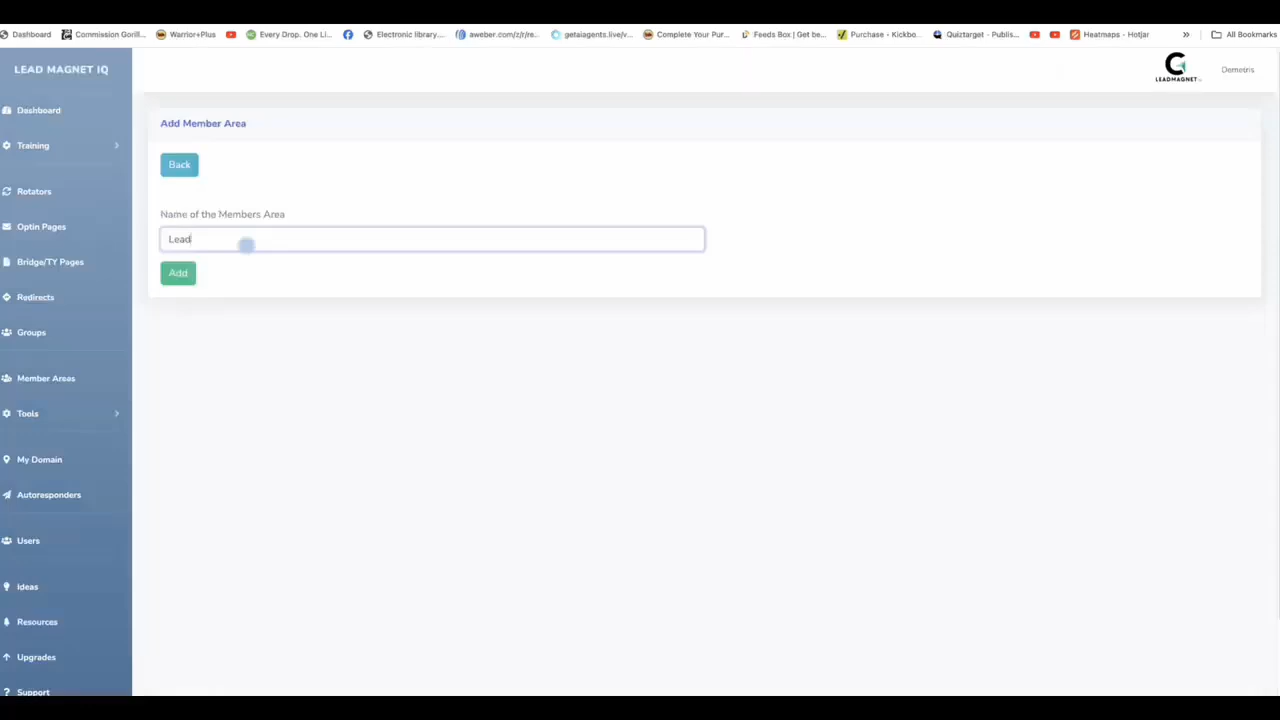 Dashboard
Commission Gorill...
Warrior+Plus
Every Drop. One Li...
Electronic library....
aweber.com/z/r/re...
getaiagents.live/v...
Complete Your Pur...
Feeds Box | Get be...
Purchase - Kickbo...
Quiztarget - Publis...
Heatmaps - Hotjar
»
All Bookmarks
LEAD MAGNET IQ
LEADMAGNET
Demetris
Dashboard
Training
Rotators
Optin Pages
Bridge/TY Pages
Redirects
Groups
Member Areas
Tools
My Domain
Autoresponders
Users
Ideas
Resources
Upgrades
Support
Add Member Area
Back
Name of the Members Area
Lead
Add